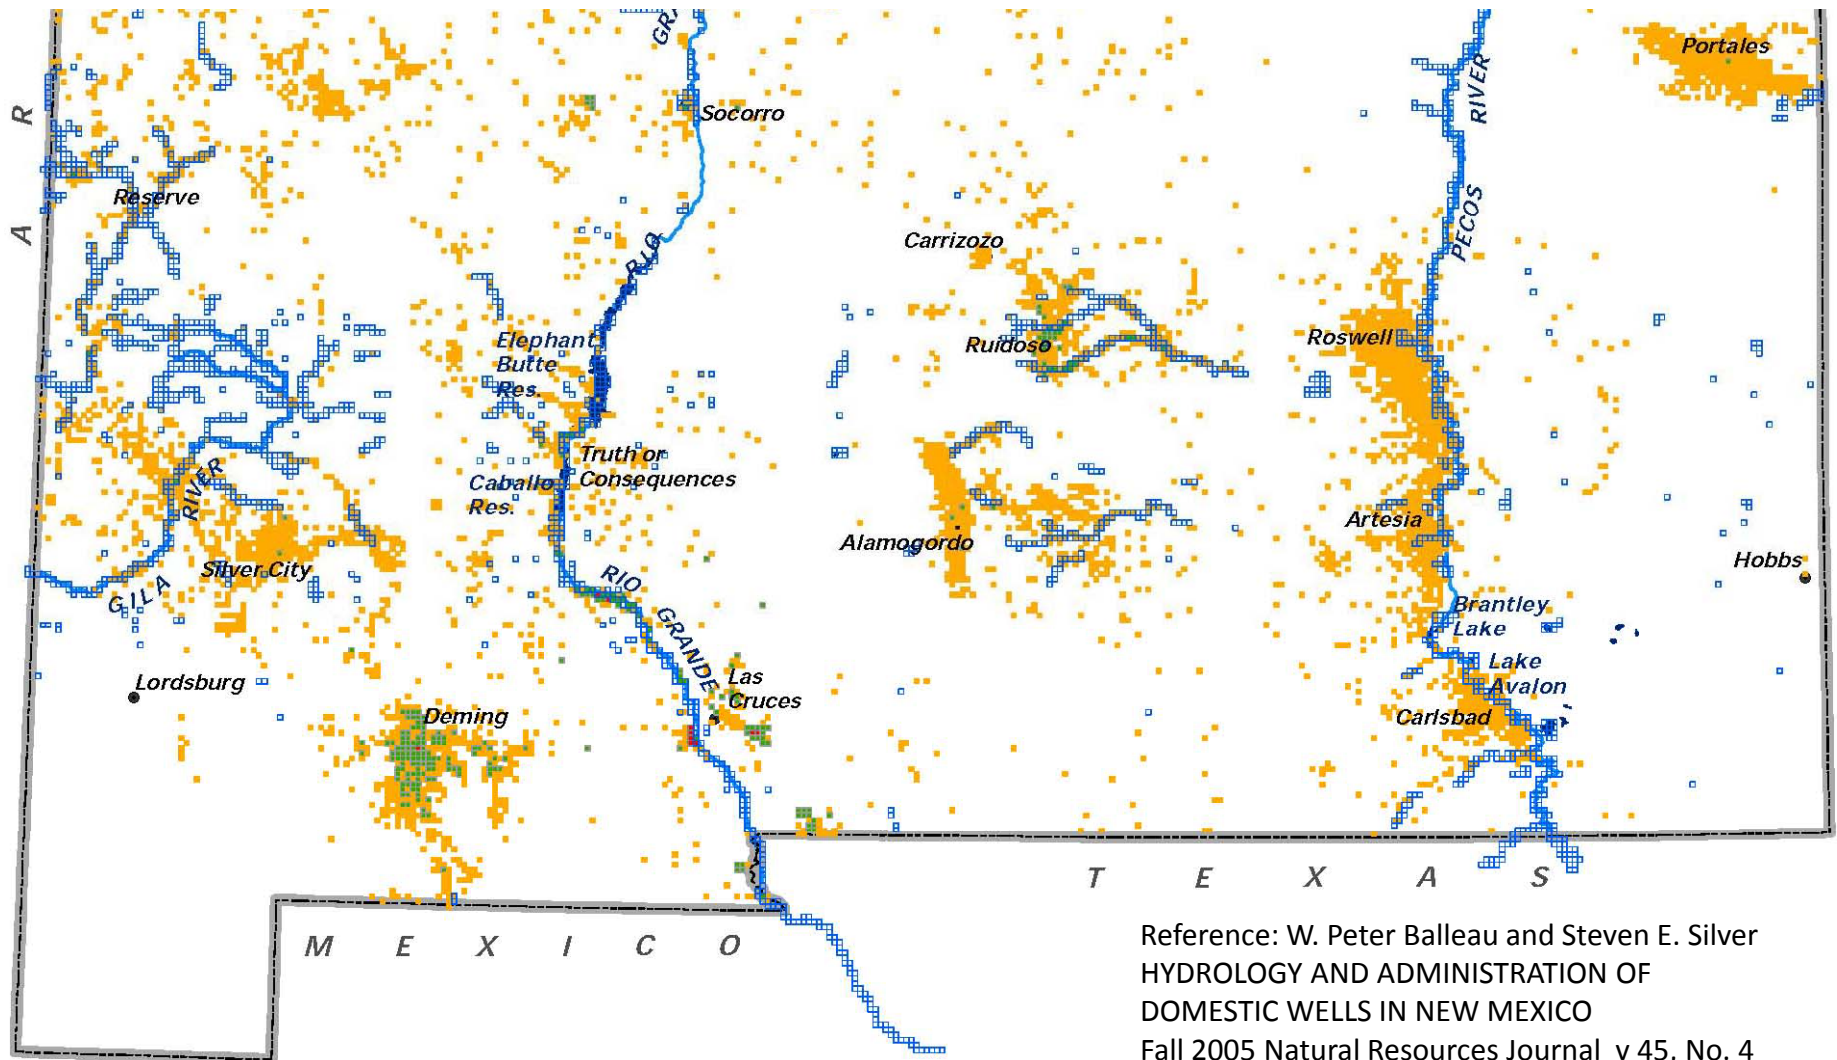 GRA
Portales
RIVER
Socorro
A R
Reserve
PECOS
Carrizozo
RIO
Elephant
Butte
Res.
Ruidoso
Roswell
Truth or
Consequences
Caballo
Res.
RIVER
Artesia
Alamogordo
Silver City
Hobbs
GILA
RIO
GRANDE
Brantley
Lake
Lake
Avalon
Lordsburg
Las
Cruces
Deming
Carlsbad
T E X A S
M E X I C O
Reference: W. Peter Balleau and Steven E. Silver
HYDROLOGY AND ADMINISTRATION OF
DOMESTIC WELLS IN NEW MEXICO
Fall 2005 Natural Resources Journal v 45, No. 4